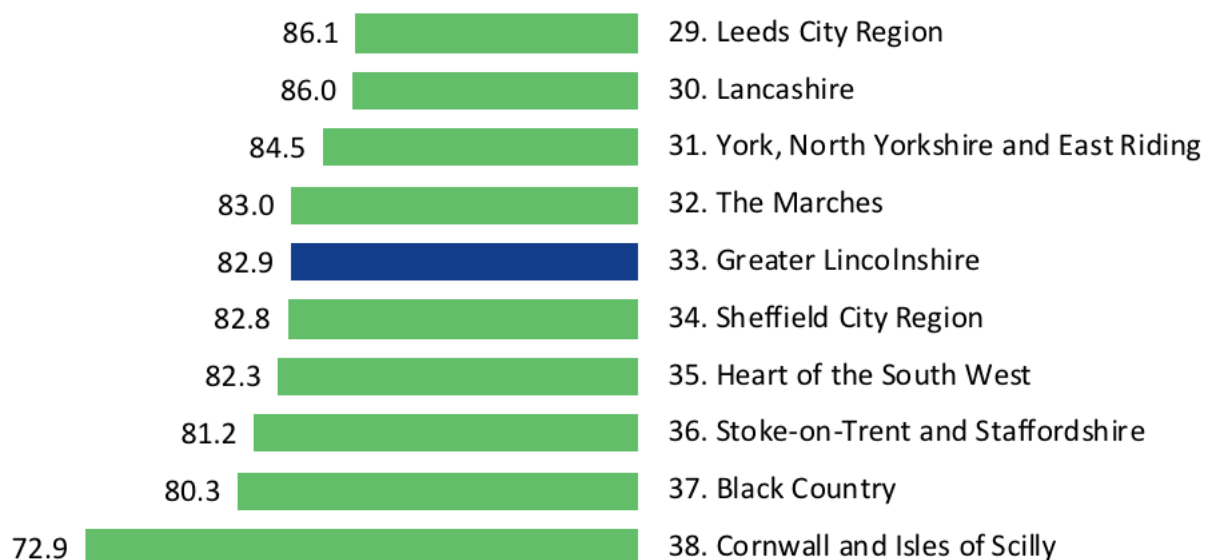 86.1 29. Leeds City Region
86.0 30. Lancashire
84.5 31. York, North Yorkshire and East Riding
83.0 32. The Marches
82.9 33. Greater Lincolnshire
82.8 34. Sheffield City Region
82.3 35. Heart of the South West
81.2 36. Stoke-on-Trent and Staffordshire
80.3 37. Black Country
72.9 38. Cornwall and Isles of Scilly